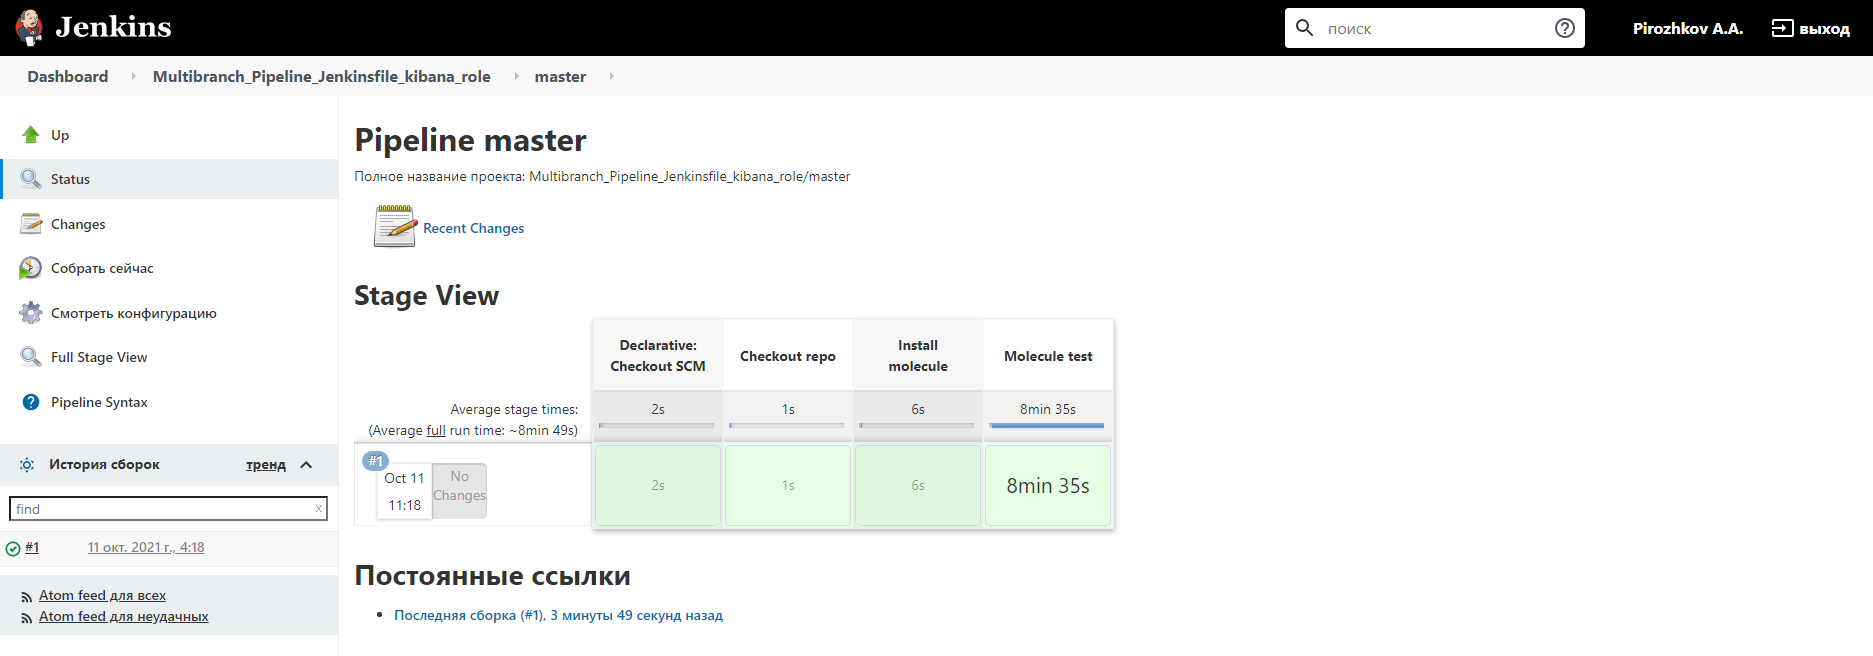 Jenkins
поиск
Pirozhkov A.A.
выход
Dashboard
Multibranch_Pipeline_Jenkinsfile_kibana_role
master
Up
Status
Changes
Собрать сейчас
Смотреть конфигурацию
Full Stage View
Pipeline Syntax
История сборок
тренд
find
x
#1
11 окт. 2021 г., 4:18
Atom feed для всех
Atom feed для неудачных
Pipeline master
Полное название проекта: Multibranch_Pipeline_Jenkinsfile_kibana_role/master
Recent Changes
Stage View
Declarative:
Checkout SCM
Checkout repo
Install
molecule
Molecule test
Average stage times:
(Average full run time: ~8min 49s)
2s
1s
6s
8min 35s
#1
Oct 11
11:18
No
Changes
2s
1s
6s
8min 35s
Постоянные ссылки
Последняя сборка (#1), 3 минуты 49 секунд назад